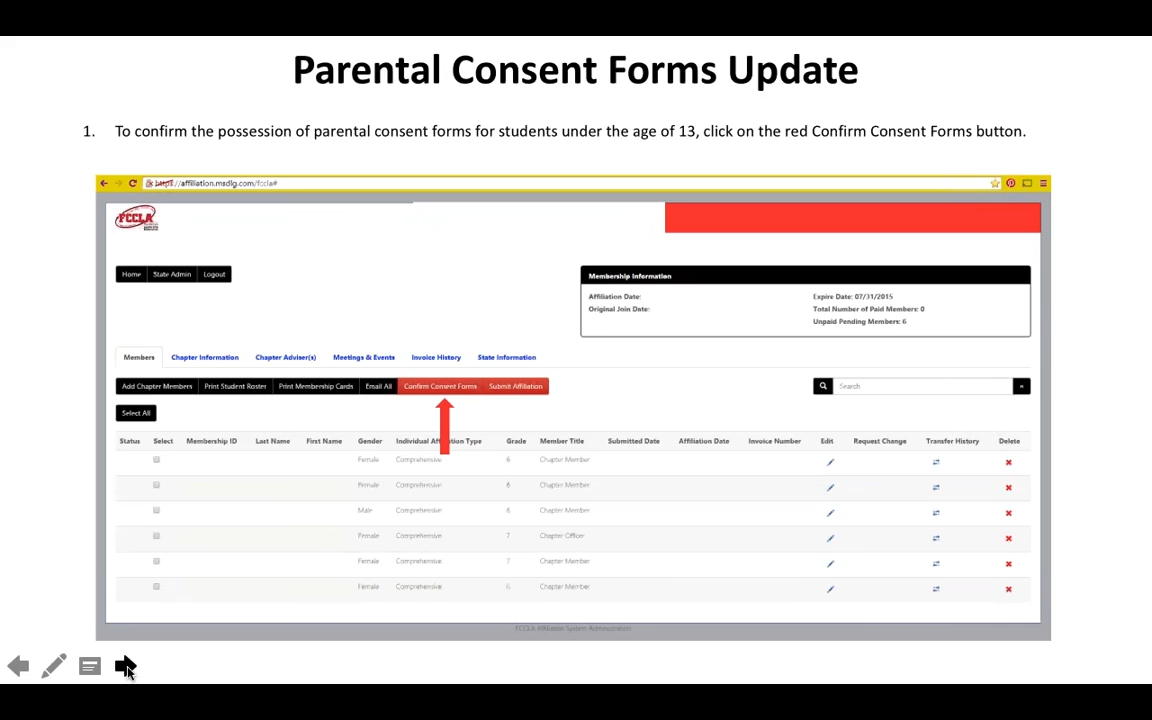 Parental Consent Forms Update
1. To confirm the possession of parental consent forms for students under the age of 13, click on the red Confirm Consent Forms button.
https://affiliation.msdlg.com/fccla#
FCCLA
Home State Admin Logout
Membership Information
Affiliation Date: Expire Date: 07/31/2015
Original Join Date: Total Number of Paid Members: 0
Unpaid Pending Members: 6
Members Chapter Information Chapter Adviser(s) Meetings & Events Invoice History State Information
Add Chapter Members Print Student Roster Print Membership Cards Email All Confirm Consent Forms Submit Affiliation Search
Select All
Status Select Membership ID Last Name First Name Gender Individual Type Grade Member Title Submitted Date Affiliation Date Invoice Number Edit Request Change Transfer History Delete
Female Comprehensive 6 Chapter Member
Female Comprehensive 6 Chapter Member
Male Comprehensive 6 Chapter Member
Female Comprehensive 7 Chapter Officer
Female Comprehensive 7 Chapter Member
Female Comprehensive 6 Chapter Member
FCCLA Affiliation System Administration